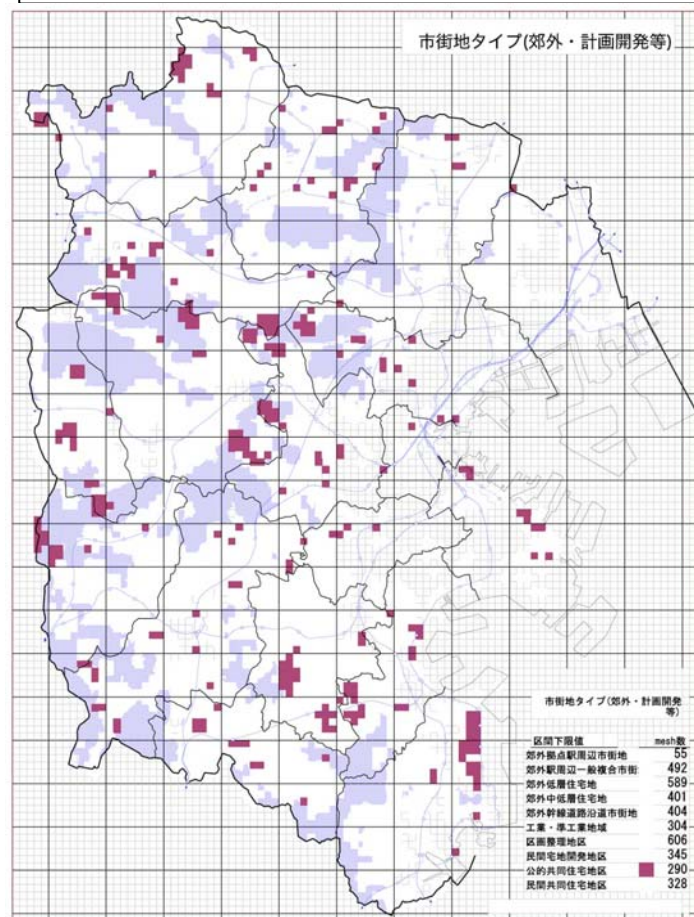 市街地タイプ(郊外・計画開発等)
市街地タイプ(郊外・計画開発
等)
区間下限値 mesh数
郊外拠点駅周辺市街地 55
郊外駅周辺一般複合市街 492
郊外低層住宅地 589
郊外中低層住宅地 401
郊外幹線道路沿道市街地 404
工業・準工業地域 304
区画整理地区 606
民間宅地開発地区 345
公的共同住宅地区 290
民間共同住宅地区 328